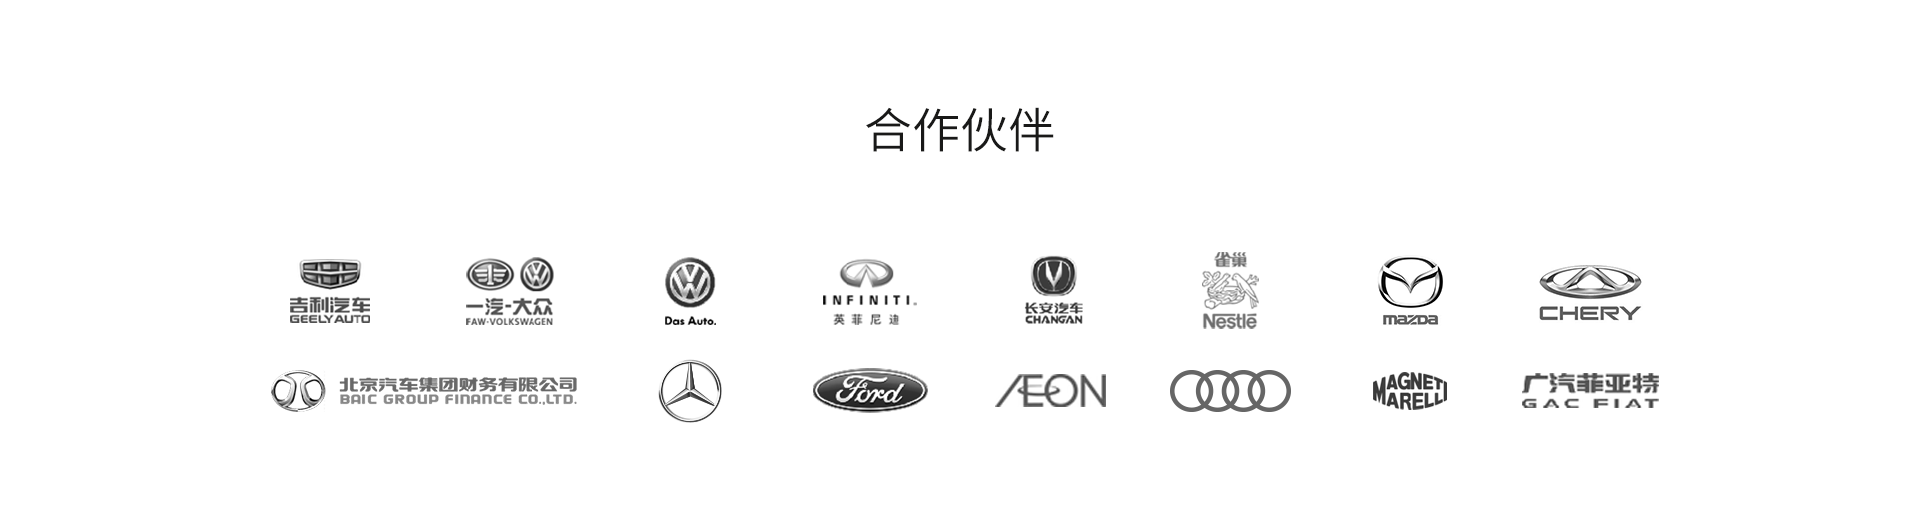 合作伙伴
吉利汽车
GEELY AUTO
一汽-大众
FAW-VOLKSWAGEN
Das Auto.
INFINITI®
英菲尼迪
长安汽车
CHANGAN
雀巢
Nestlé
mazda
CHERY
北京汽车集团财务有限公司
BAIC GROUP FINANCE CO.,LTD.
Ford
ÆON
MAGNETI
MARELLI
广汽菲亚特
GAC FIAT